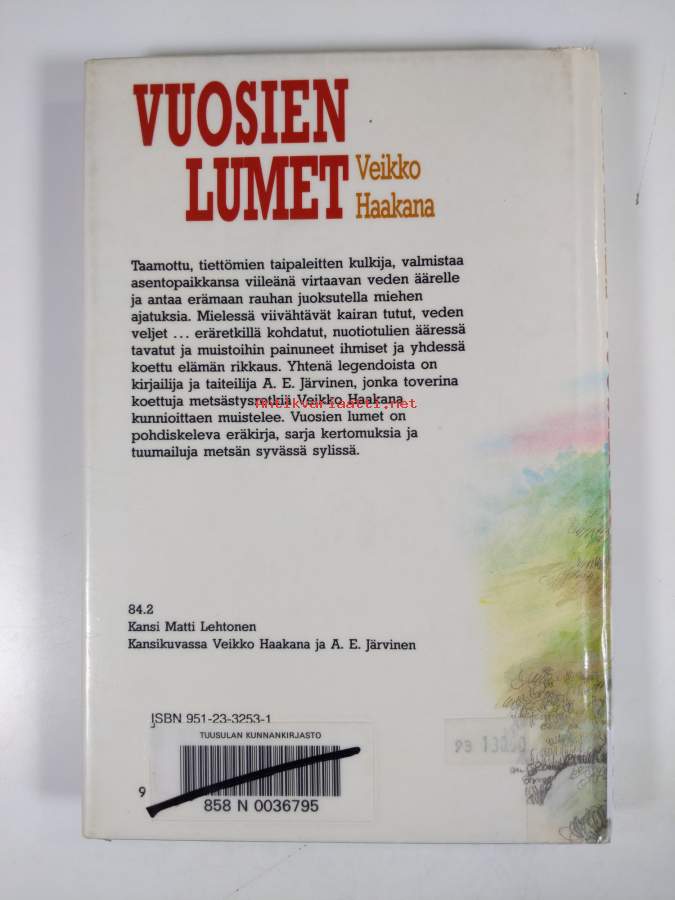 VUOSIEN
LUMET
Veikko
Haakana
Taamottu, tiettömien taipaleitten kulkija, valmistaa
asentopaikkansa viileänä virtaavan veden äärelle
ja antaa erämaan rauhan juoksutella miehen
ajatuksia. Mielessä viivähtävät kairan tutut, veden
veljet ... eräretkillä kohdatut, nuotiotulien ääressä
tavatut ja muistoihin painuneet ihmiset ja yhdessä
koettu elämän rikkaus. Yhtenä legendoista on
kirjailija ja taiteilija A. E. Järvinen, jonka toverina
koettuja metsästysretkiä Veikko Haakana
Antikvariaatti.net
kunnioittaen muistelee. Vuosien lumet on
pohdiskeleva eräkirja, sarja kertomuksia ja
tuumailuja metsän syvässä sylissä.
84.2
Kansi Matti Lehtonen
Kansikuvassa Veikko Haakana ja A. E. Järvinen
ISBN 951-23-3253-1
TUUSULAN KUNNANKIRJASTO
9
858 N 0036795
93